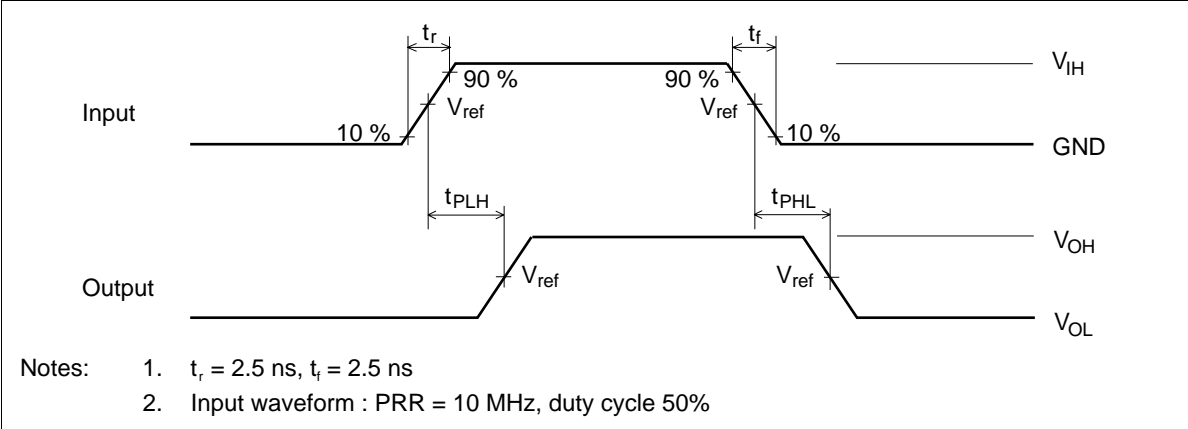 tr tf
VIH
90 % 90 %
Input Vref Vref
10 % 10 %
GND
tPLH tPHL
VOH
Output Vref Vref
VOL
Notes: 1. tr = 2.5 ns, tf = 2.5 ns
2. Input waveform : PRR = 10 MHz, duty cycle 50%